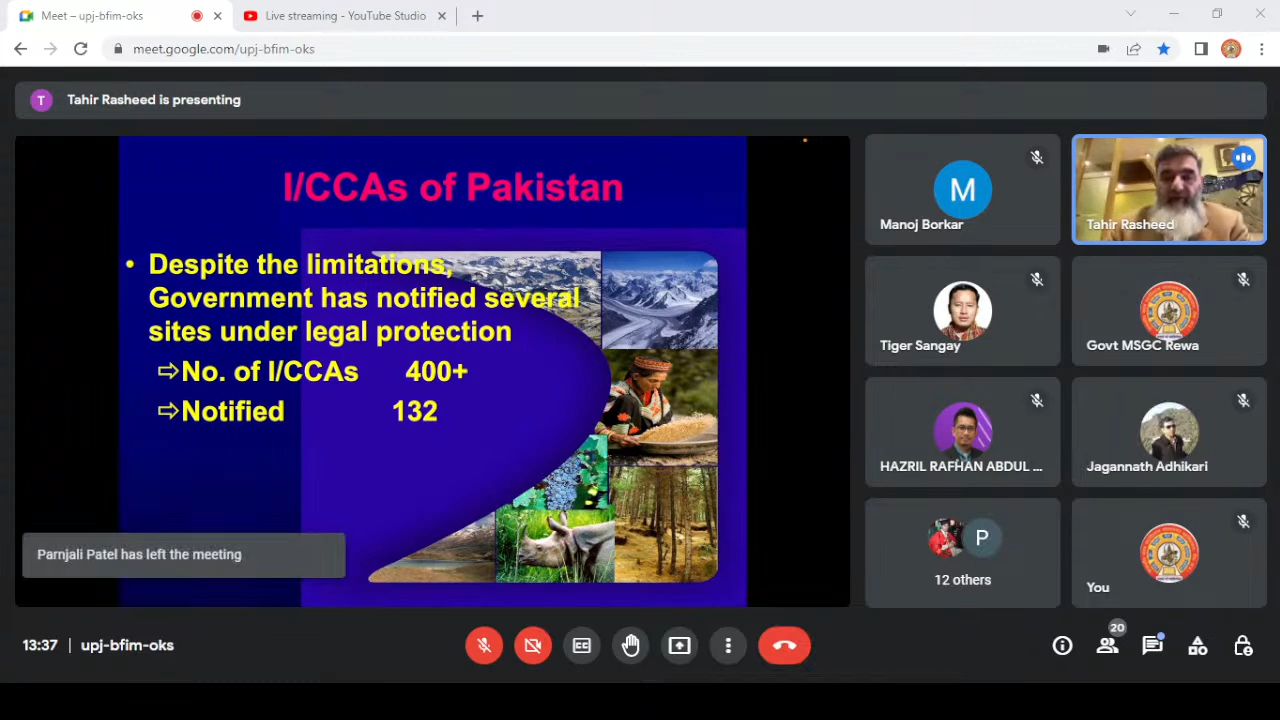 Meet – upj-bfim-oks
Live streaming - YouTube Studio
meet.google.com/upj-bfim-oks
T
Tahir Rasheed is presenting
I/CCAs of Pakistan
• Despite the limitations,
Government has notified several
sites under legal protection
⇨No. of I/CCAs 400+
⇨Notified 132
Parnjali Patel has left the meeting
M
Manoj Borkar
Tahir Rasheed
Tiger Sangay
Govt MSGC Rewa
HAZRIL RAFHAN ABDUL ...
Jagannath Adhikari
P
12 others
You
13:37 | upj-bfim-oks
CC
20